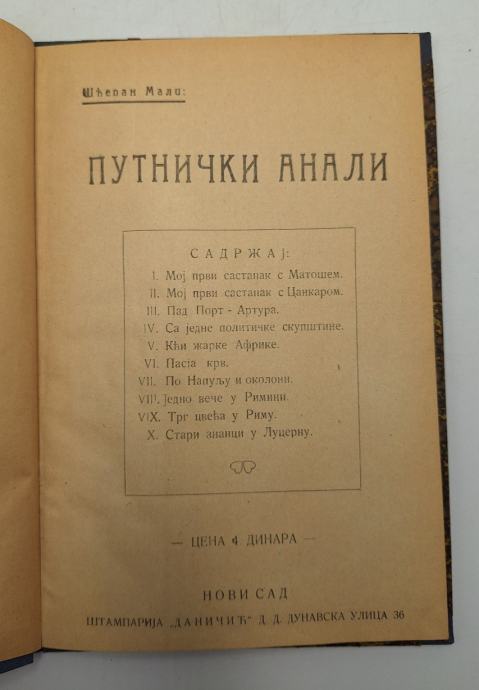 Шћепан Мали:
ПУТНИЧКИ АНАЛИ
САДРЖАЈ:
I. Мој први састанак с Матошем.
II. Мој први састанак с Цанкаром.
III. Пад Порт - Артура.
IV. Са једне политичке скупштине.
V. Кћи жарке Африке.
VI. Пасја крв.
VII. По Напуљу и околони.
VIII. Једно вече у Римини.
VIX. Трг цвећа у Риму.
X. Стари знанци у Луцерну.
— ЦЕНА 4 ДИНАРА —
НОВИ САД
ШТАМПАРИЈА „ДАНИЧИЋ" Д. Д. ДУНАВСКА УЛИЦА 36